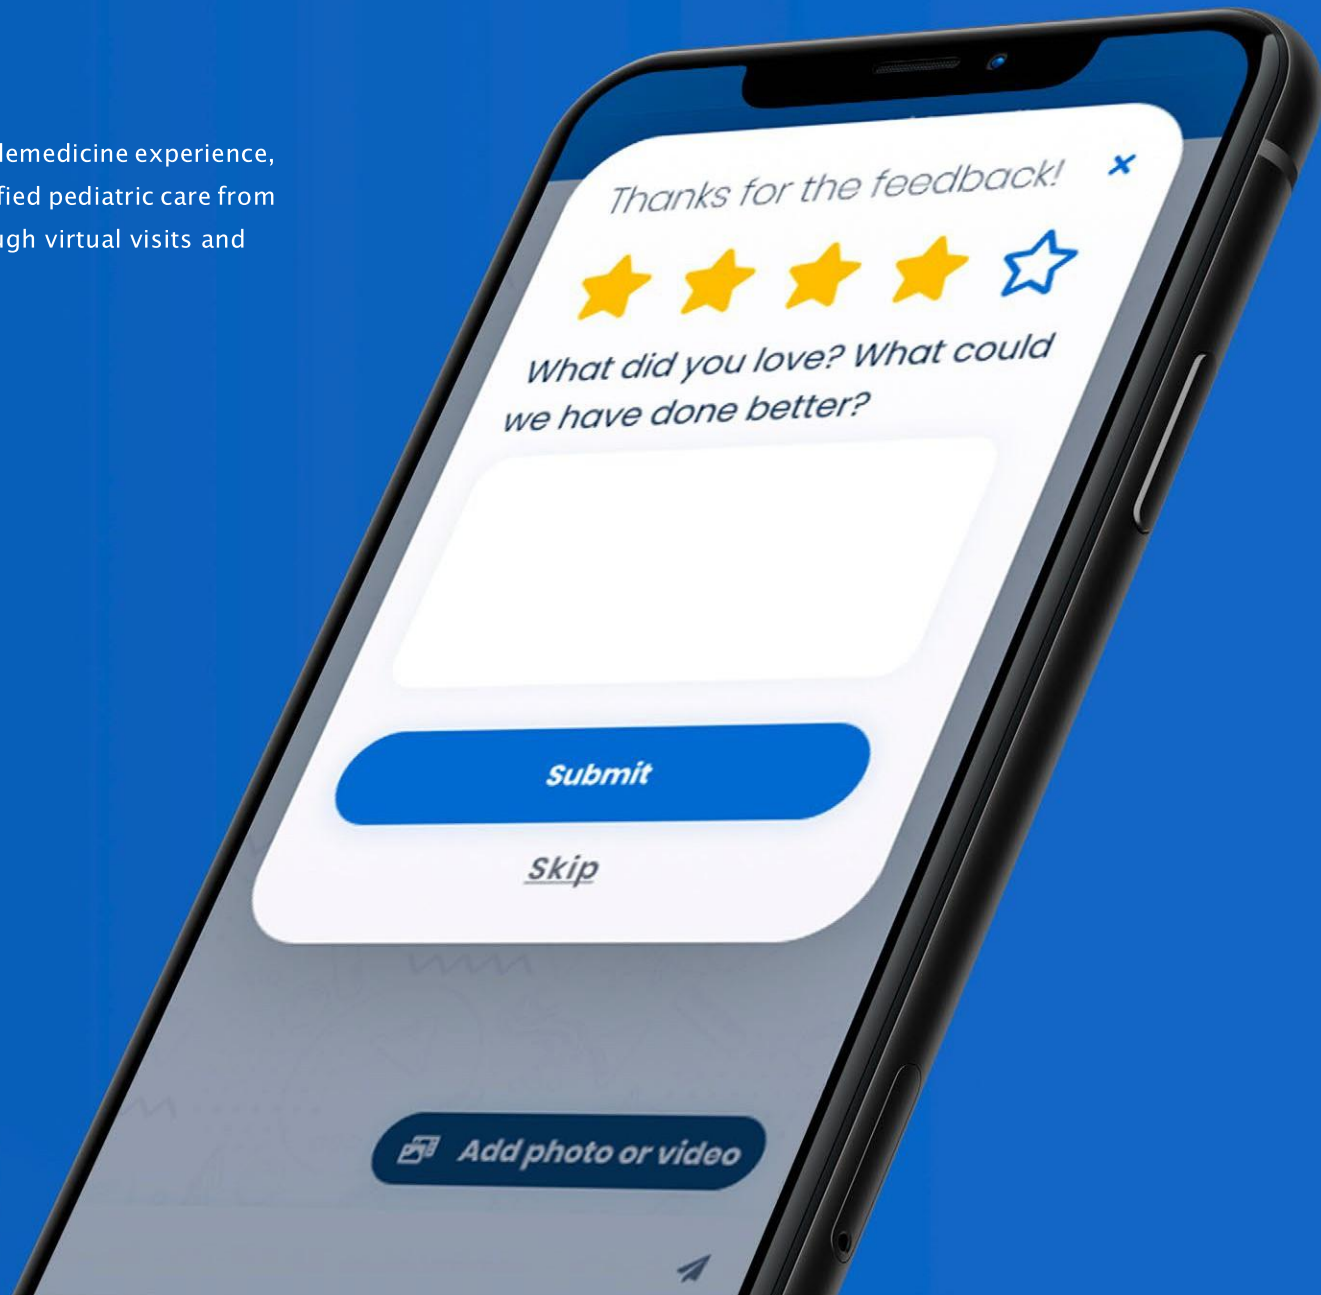 lemedicine experience,
fied pediatric care from
ugh virtual visits and
Thanks for the feedback!
What did you love? What could
we have done better?
Submit
Skip
Add photo or video